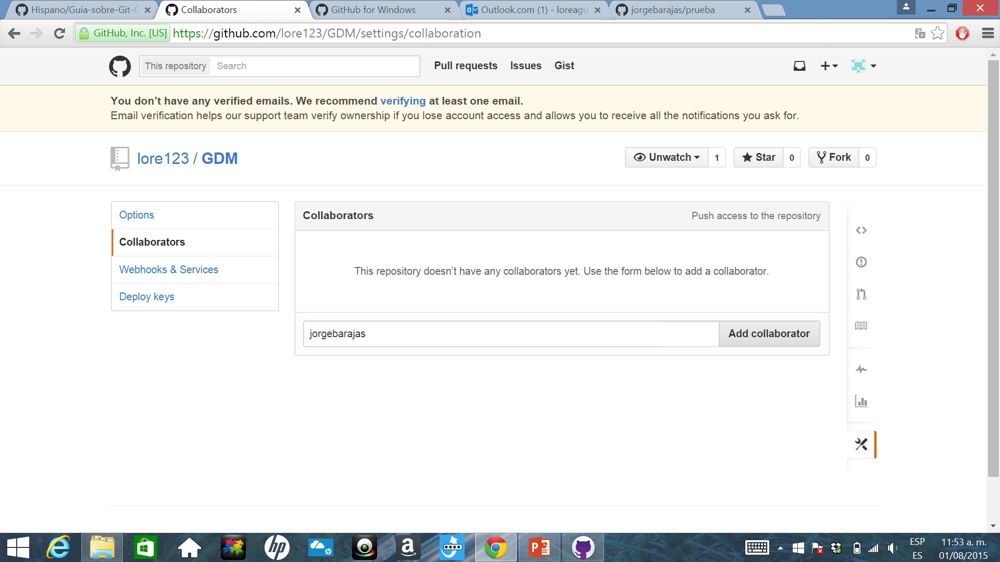 Hispano/Guia-sobre-Git-G
Collaborators
GitHub for Windows
Outlook.com (1) - loreagu
jorgebarajas/prueba
GitHub, Inc. [US]
https://github.com/lore123/GDM/settings/collaboration
This repository
Search
Pull requests
Issues
Gist
You don’t have any verified emails. We recommend verifying at least one email.
Email verification helps our support team verify ownership if you lose account access and allows you to receive all the notifications you ask for.
lore123 / GDM
Unwatch
1
Star
0
Fork
0
Options
Collaborators
Webhooks & Services
Deploy keys
Collaborators
Push access to the repository
This repository doesn’t have any collaborators yet. Use the form below to add a collaborator.
jorgebarajas
Add collaborator
ESP
ES
11:53 a. m.
01/08/2015